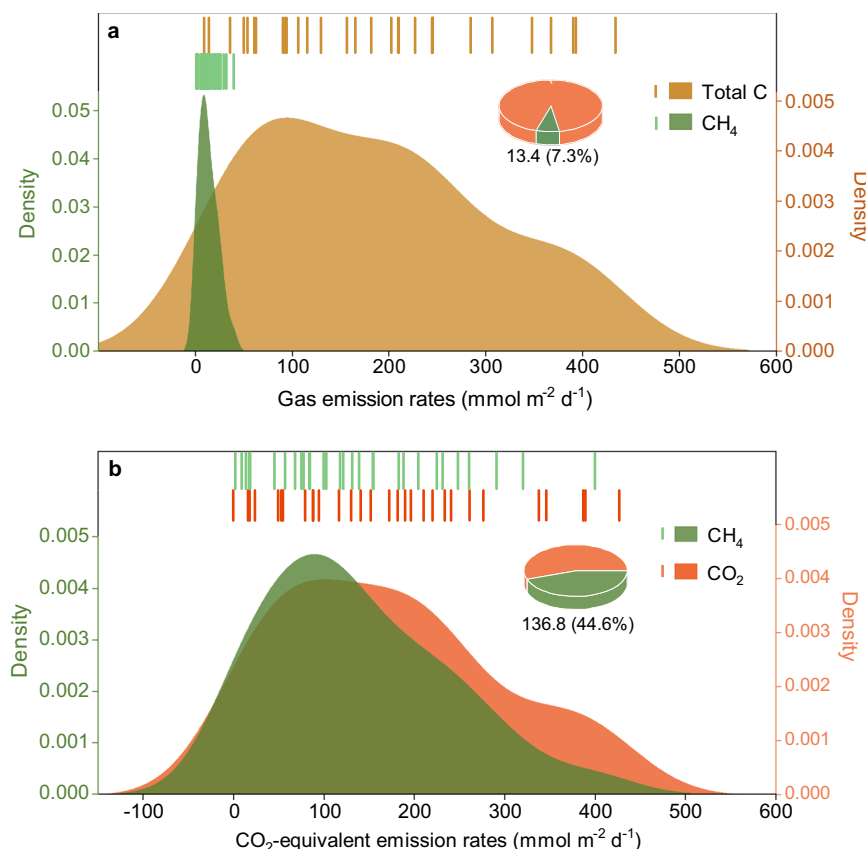 a
Total C
CH₄
13.4 (7.3%)
0.05
0.04
0.03
0.02
0.01
0.00
Density
0.005
0.004
0.003
0.002
0.001
0.000
Density
0 100 200 300 400 500 600
Gas emission rates (mmol m⁻² d⁻¹)
b
CH₄
CO₂
136.8 (44.6%)
0.005
0.004
0.003
0.002
0.001
0.000
Density
0.005
0.004
0.003
0.002
0.001
0.000
Density
-100 0 100 200 300 400 500 600
CO₂-equivalent emission rates (mmol m⁻² d⁻¹)